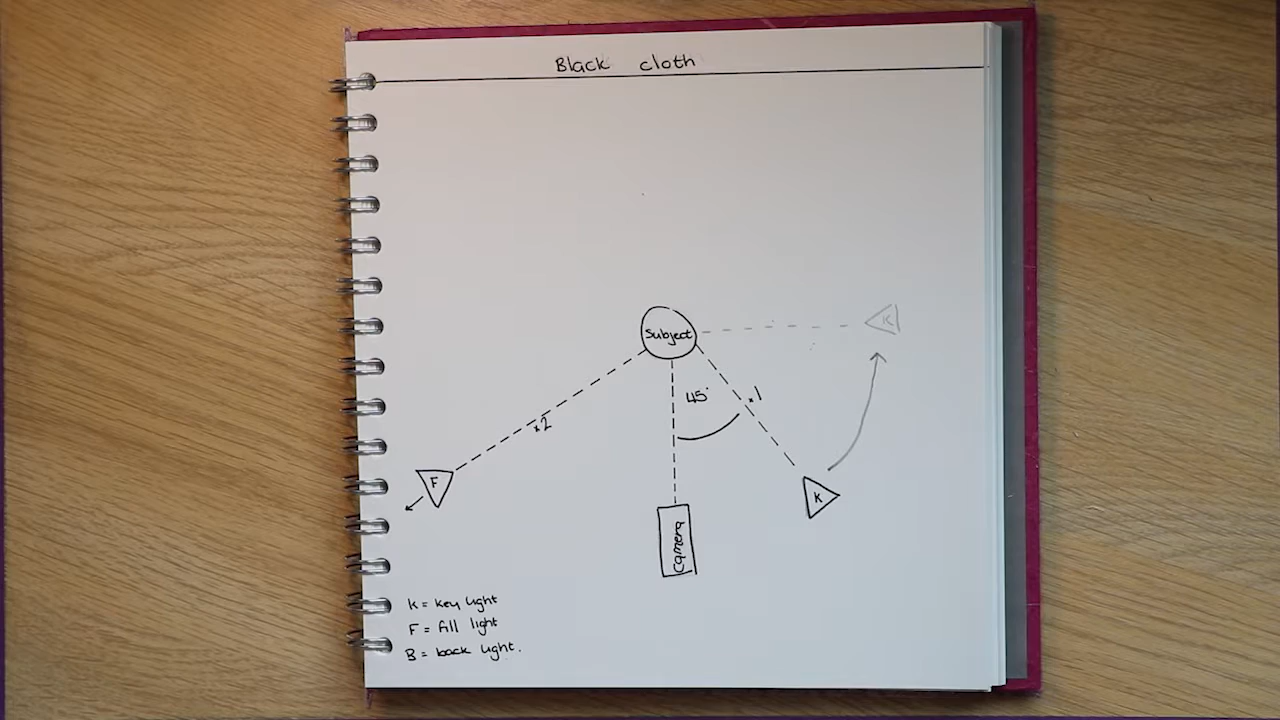 Black cloth
K
Subject
45°
x1
x2
F
K
Camera
K = key light
F = fill light
B = back light.